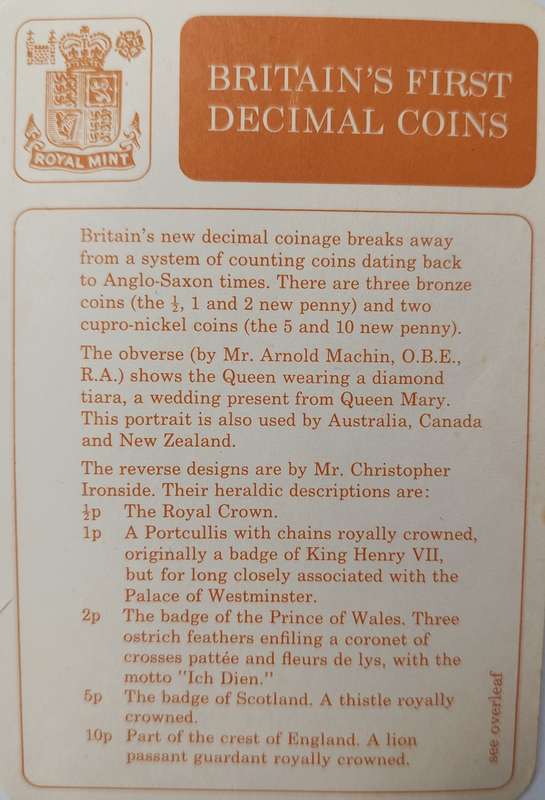 ROYAL MINT
BRITAIN'S FIRST
DECIMAL COINS
Britain's new decimal coinage breaks away
from a system of counting coins dating back
to Anglo-Saxon times. There are three bronze
coins (the ½, 1 and 2 new penny) and two
cupro-nickel coins (the 5 and 10 new penny).
The obverse (by Mr. Arnold Machin, O.B.E.,
R.A.) shows the Queen wearing a diamond
tiara, a wedding present from Queen Mary.
This portrait is also used by Australia, Canada
and New Zealand.
The reverse designs are by Mr. Christopher
Ironside. Their heraldic descriptions are:
½p The Royal Crown.
1p A Portcullis with chains royally crowned,
originally a badge of King Henry VII,
but for long closely associated with the
Palace of Westminster.
2p The badge of the Prince of Wales. Three
ostrich feathers enfiling a coronet of
crosses pattée and fleurs de lys, with the
motto "Ich Dien."
5p The badge of Scotland. A thistle royally
crowned.
10p Part of the crest of England. A lion
passant guardant royally crowned.
see overleaf